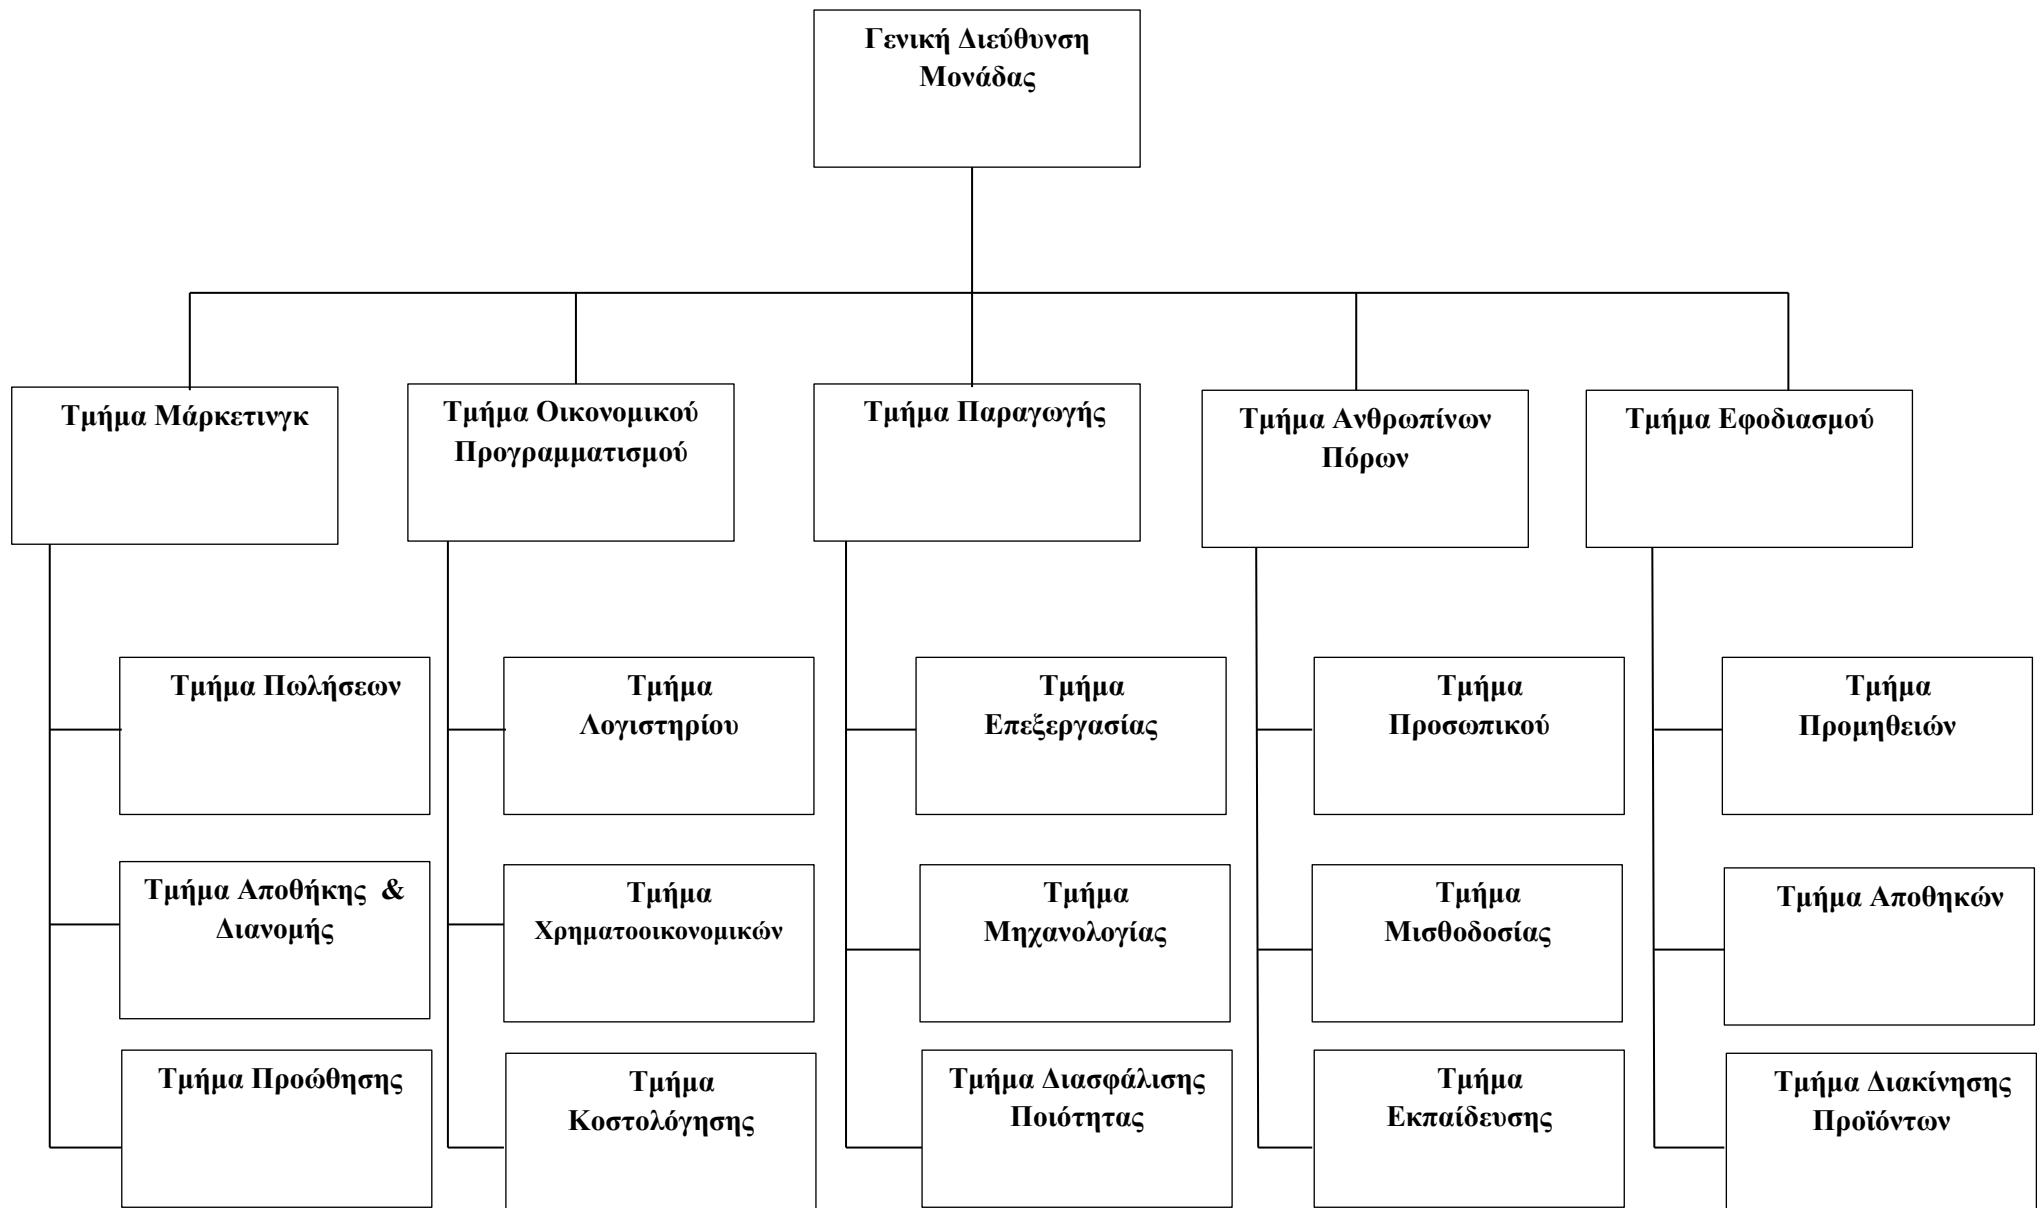 Γενική Διεύθυνση
Μονάδας
Τμήμα Μάρκετινγκ
Τμήμα Οικονομικού
Προγραμματισμού
Τμήμα Παραγωγής
Τμήμα Ανθρωπίνων
Πόρων
Τμήμα Εφοδιασμού
Τμήμα Πωλήσεων
Τμήμα
Λογιστηρίου
Τμήμα
Επεξεργασίας
Τμήμα
Προσωπικού
Τμήμα
Προμηθειών
Τμήμα Αποθήκης &
Διανομής
Τμήμα
Χρηματοοικονομικών
Τμήμα
Μηχανολογίας
Τμήμα
Μισθοδοσίας
Τμήμα Αποθηκών
Τμήμα Προώθησης
Τμήμα
Κοστολόγησης
Τμήμα Διασφάλισης
Ποιότητας
Τμήμα
Εκπαίδευσης
Τμήμα Διακίνησης
Προϊόντων